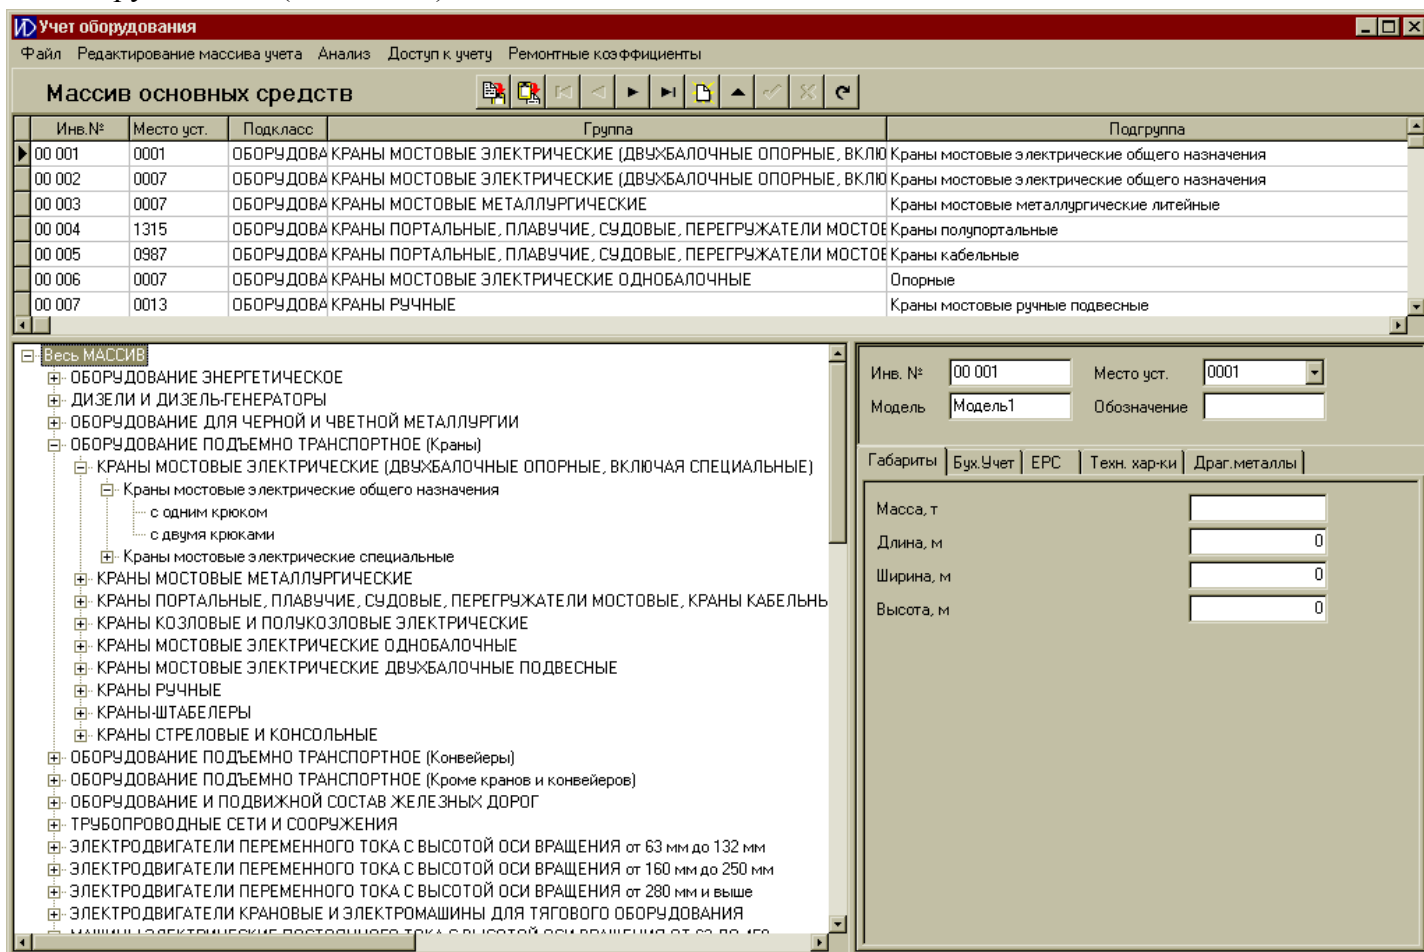 Учет оборудования
Файл Редактирование массива учета Анализ Доступ к учету Ремонтные коэффициенты
Массив основных средств
Инв.№ Место уст. Подкласс Группа Подгруппа
00 001 0001 ОБОРУДОВА КРАНЫ МОСТОВЫЕ ЭЛЕКТРИЧЕСКИЕ (ДВУХБАЛОЧНЫЕ ОПОРНЫЕ, ВКЛЮ Краны мостовые электрические общего назначения
00 002 0007 ОБОРУДОВА КРАНЫ МОСТОВЫЕ ЭЛЕКТРИЧЕСКИЕ (ДВУХБАЛОЧНЫЕ ОПОРНЫЕ, ВКЛЮ Краны мостовые электрические общего назначения
00 003 0007 ОБОРУДОВА КРАНЫ МОСТОВЫЕ МЕТАЛЛУРГИЧЕСКИЕ Краны мостовые металлургические литейные
00 004 1315 ОБОРУДОВА КРАНЫ ПОРТАЛЬНЫЕ, ПЛАВУЧИЕ, СУДОВЫЕ, ПЕРЕГРУЖАТЕЛИ МОСТОВ Краны полупортальные
00 005 0987 ОБОРУДОВА КРАНЫ ПОРТАЛЬНЫЕ, ПЛАВУЧИЕ, СУДОВЫЕ, ПЕРЕГРУЖАТЕЛИ МОСТОВ Краны кабельные
00 006 0007 ОБОРУДОВА КРАНЫ МОСТОВЫЕ ЭЛЕКТРИЧЕСКИЕ ОДНОБАЛОЧНЫЕ Опорные
00 007 0013 ОБОРУДОВА КРАНЫ РУЧНЫЕ Краны мостовые ручные подвесные
Весь МАССИВ
ОБОРУДОВАНИЕ ЭНЕРГЕТИЧЕСКОЕ
ДИЗЕЛИ И ДИЗЕЛЬ-ГЕНЕРАТОРЫ
ОБОРУДОВАНИЕ ДЛЯ ЧЕРНОЙ И ЧВЕТНОЙ МЕТАЛЛУРГИИ
ОБОРУДОВАНИЕ ПОДЪЕМНО ТРАНСПОРТНОЕ (Краны)
КРАНЫ МОСТОВЫЕ ЭЛЕКТРИЧЕСКИЕ (ДВУХБАЛОЧНЫЕ ОПОРНЫЕ, ВКЛЮЧАЯ СПЕЦИАЛЬНЫЕ)
Краны мостовые электрические общего назначения
с одним крюком
с двумя крюками
Краны мостовые электрические специальные
КРАНЫ МОСТОВЫЕ МЕТАЛЛУРГИЧЕСКИЕ
КРАНЫ ПОРТАЛЬНЫЕ, ПЛАВУЧИЕ, СУДОВЫЕ, ПЕРЕГРУЖАТЕЛИ МОСТОВЫЕ, КРАНЫ КАБЕЛЬНЬ
КРАНЫ КОЗЛОВЫЕ И ПОЛУКОЗЛОВЫЕ ЭЛЕКТРИЧЕСКИЕ
КРАНЫ МОСТОВЫЕ ЭЛЕКТРИЧЕСКИЕ ОДНОБАЛОЧНЫЕ
КРАНЫ МОСТОВЫЕ ЭЛЕКТРИЧЕСКИЕ ДВУХБАЛОЧНЫЕ ПОДВЕСНЫЕ
КРАНЫ РУЧНЫЕ
КРАНЫ-ШТАБЕЛЕРЫ
КРАНЫ СТРЕЛОВЫЕ И КОНСОЛЬНЫЕ
ОБОРУДОВАНИЕ ПОДЪЕМНО ТРАНСПОРТНОЕ (Конвейеры)
ОБОРУДОВАНИЕ ПОДЪЕМНО ТРАНСПОРТНОЕ (Кроме кранов и конвейеров)
ОБОРУДОВАНИЕ И ПОДВИЖНОЙ СОСТАВ ЖЕЛЕЗНЫХ ДОРОГ
ТРУБОПРОВОДНЫЕ СЕТИ И СООРУЖЕНИЯ
ЭЛЕКТРОДВИГАТЕЛИ ПЕРЕМЕННОГО ТОКА С ВЫСОТОЙ ОСИ ВРАЩЕНИЯ от 63 мм до 132 мм
ЭЛЕКТРОДВИГАТЕЛИ ПЕРЕМЕННОГО ТОКА С ВЫСОТОЙ ОСИ ВРАЩЕНИЯ от 160 мм до 250 мм
ЭЛЕКТРОДВИГАТЕЛИ ПЕРЕМЕННОГО ТОКА С ВЫСОТОЙ ОСИ ВРАЩЕНИЯ от 280 мм и выше
ЭЛЕКТРОДВИГАТЕЛИ КРАНОВЫЕ И ЭЛЕКТРОМАШИНЫ ДЛЯ ТЯГОВОГО ОБОРУДОВАНИЯ
Инв. № 00 001 Место уст. 0001
Модель Модель1 Обозначение
Габариты Бух.Учет ЕРС Техн. хар-ки Драг.металлы
Масса, т
Длина, м 0
Ширина, м 0
Высота, м 0